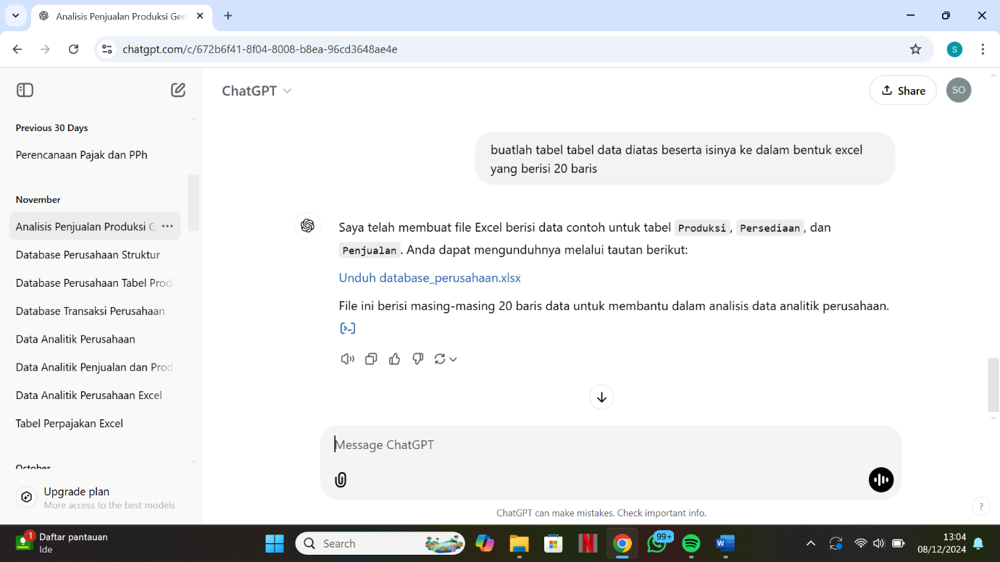 Analisis Penjualan Produksi Gen
chatgpt.com/c/672b6f41-8f04-8008-b8ea-96cd3648ae4e
S
ChatGPT
Share
SO
Previous 30 Days
Perencanaan Pajak dan PPh
November
Analisis Penjualan Produksi G
Database Perusahaan Struktur
Database Perusahaan Tabel Prod
Database Transaksi Perusahaan
Data Analitik Perusahaan
Data Analitik Penjualan dan Prod
Data Analitik Perusahaan Excel
Tabel Perpajakan Excel
October
Upgrade plan
More access to the best models
buatlah tabel tabel data diatas beserta isinya ke dalam bentuk excel
yang berisi 20 baris
Saya telah membuat file Excel berisi data contoh untuk tabel Produksi, Persediaan, dan
Penjualan. Anda dapat mengunduhnya melalui tautan berikut:
Unduh database_perusahaan.xlsx
File ini berisi masing-masing 20 baris data untuk membantu dalam analisis data analitik perusahaan.
Message ChatGPT
ChatGPT can make mistakes. Check important info.
?
1
Daftar pantauan
Ide
Search
N
99+
W
13:04
08/12/2024